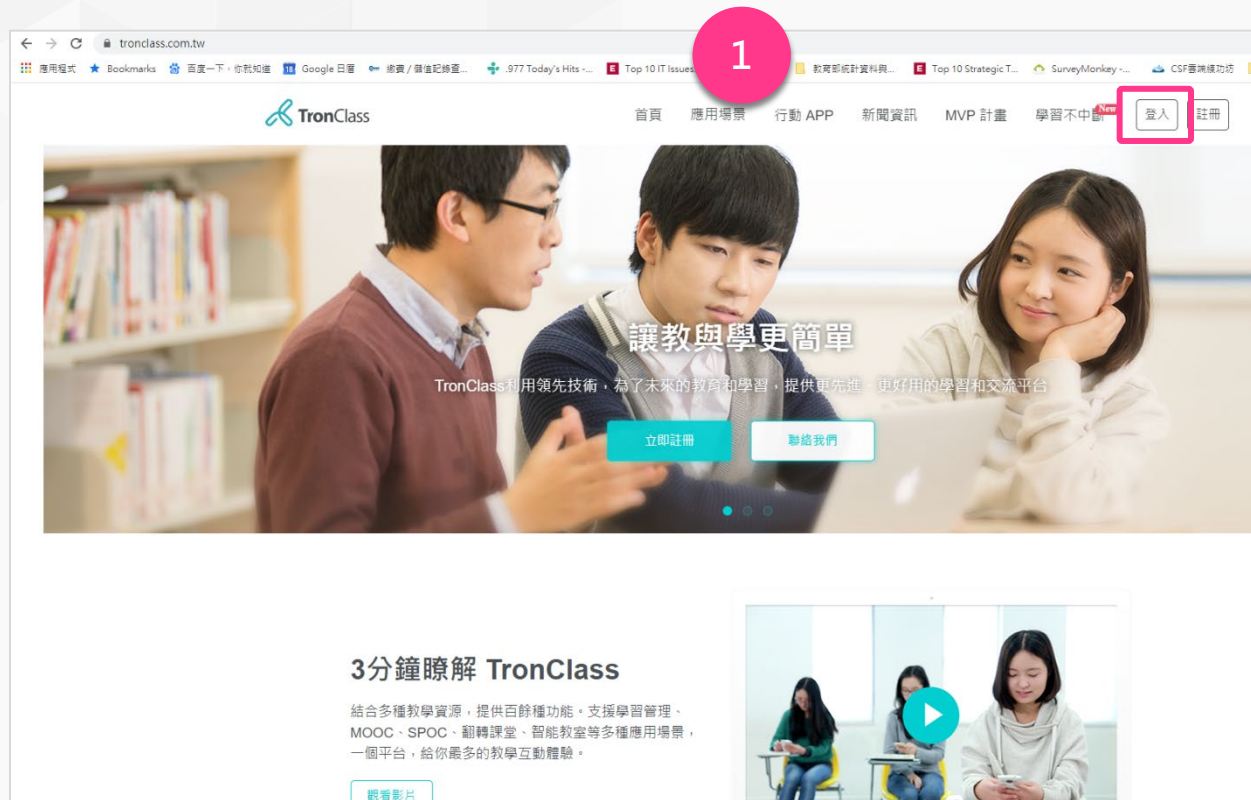 1
tronclass.com.tw
應用程式 Bookmarks 百度一下,你就知道 Google 日曆 繳費/儲值記錄查... .977 Today's Hits -... Top 10 IT Issues 教育部統計資料與... Top 10 Strategic T... SurveyMonkey -... CSF雲端練功坊
TronClass 首頁 應用場景 行動 APP 新聞資訊 MVP 計畫 學習不中斷 New 登入 註冊
讓教與學更簡單
TronClass利用領先技術,為了未來的教育和學習,提供更先進、更好用的學習和交流平台
立即註冊 聯絡我們
3分鐘瞭解 TronClass
結合多種教學資源,提供百餘種功能。支援學習管理、
MOOC、SPOC、翻轉課堂、智能教室等多種應用場景,
一個平台,給你最多的教學互動體驗。
觀看影片